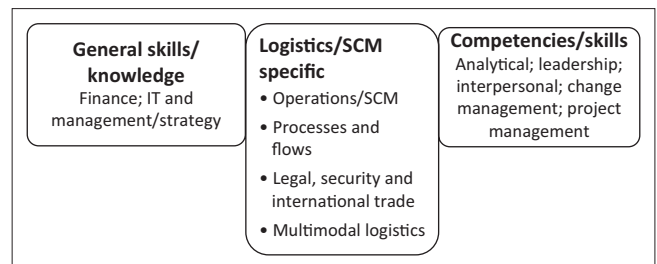 General skills/
knowledge
Finance; IT and
management/strategy
Logistics/SCM
specific
• Operations/SCM
• Processes and
flows
• Legal, security and
international trade
• Multimodal logistics
Competencies/skills
Analytical; leadership;
interpersonal; change
management; project
management